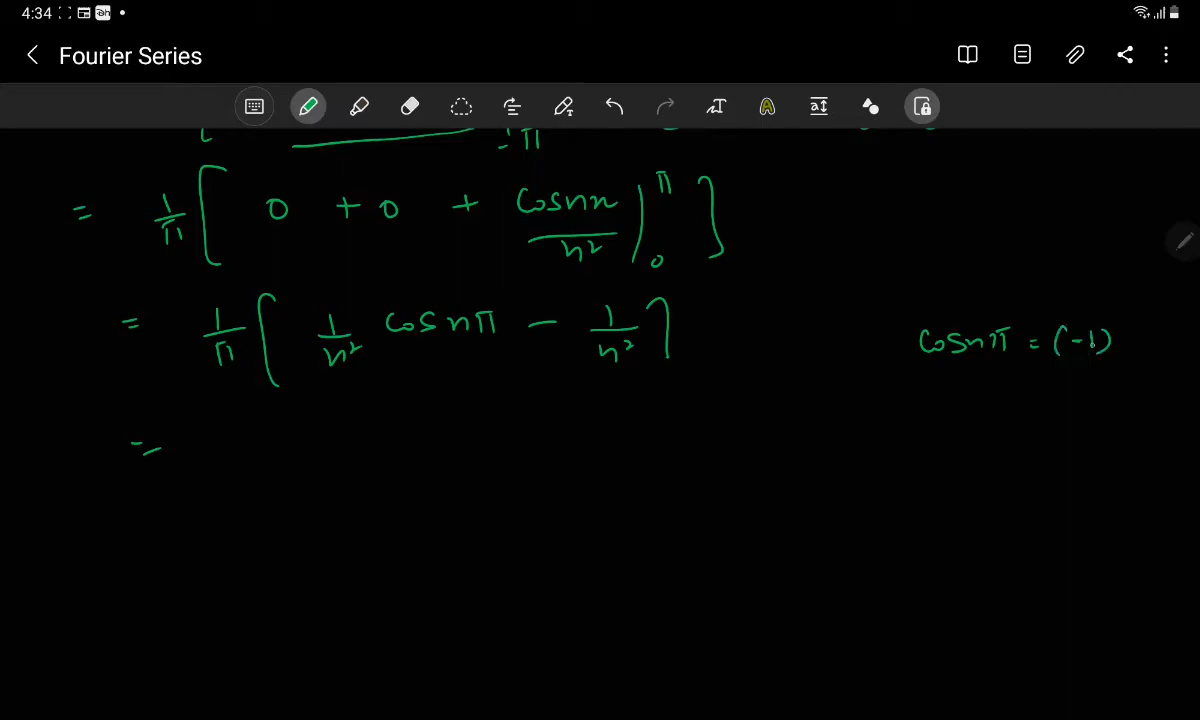 4:34
Fourier Series
-π
= 1/π [ 0 + 0 + cosnx/n² |₀^π ]
= 1/π [ 1/n² cosnπ - 1/n² ]
cosnπ = (-1)
=